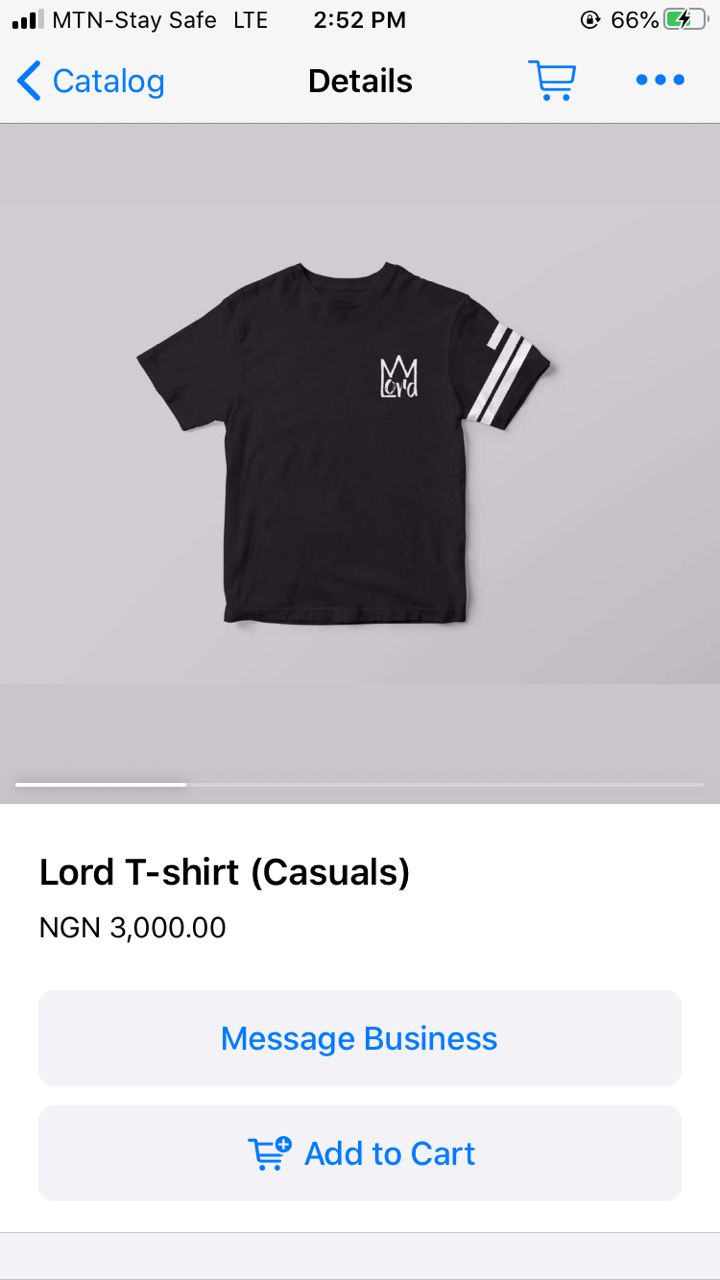 MTN-Stay Safe LTE 2:52 PM 66%
Catalog Details
Lord
Lord T-shirt (Casuals)
NGN 3,000.00
Message Business
Add to Cart